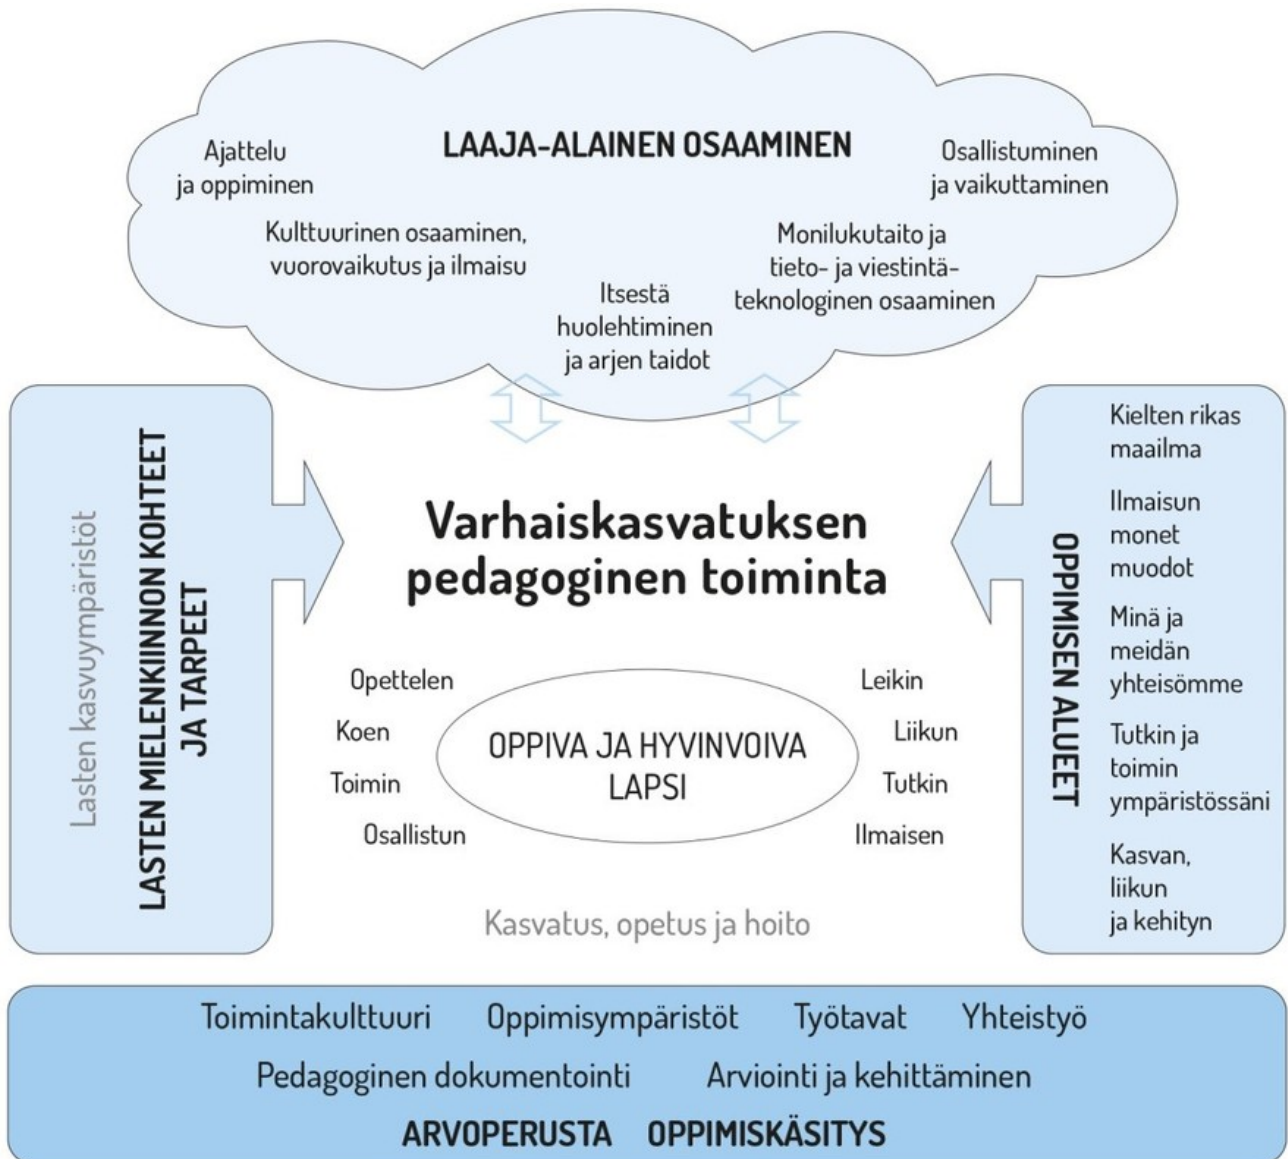 LAAJA-ALAINEN OSAAMINEN
Ajattelu
ja oppiminen
Kulttuurinen osaaminen,
vuorovaikutus ja ilmaisu
Itsestä
huolehtiminen
ja arjen taidot
Monilukutaito ja
tieto- ja viestintä-
teknologinen osaaminen
Osallistuminen
ja vaikuttaminen
Lasten kasvuympäristöt
LASTEN MIELENKIINNON KOHTEET
JA TARPEET
Varhaiskasvatuksen
pedagoginen toiminta
Opettelen
Koen
Toimin
Osallistun
OPPIVA JA HYVINVOIVA
LAPSI
Leikin
Liikun
Tutkin
Ilmaisen
Kasvatus, opetus ja hoito
OPPIMISEN ALUEET
Kielten rikas
maailma
Ilmaisun
monet
muodot
Minä ja
meidän
yhteisömme
Tutkin ja
toimin
ympäristössäni
Kasvan,
liikun
ja kehityn
Toimintakulttuuri Oppimisympäristöt Työtavat Yhteistyö
Pedagoginen dokumentointi Arviointi ja kehittäminen
ARVOPERUSTA OPPIMISKÄSITYS